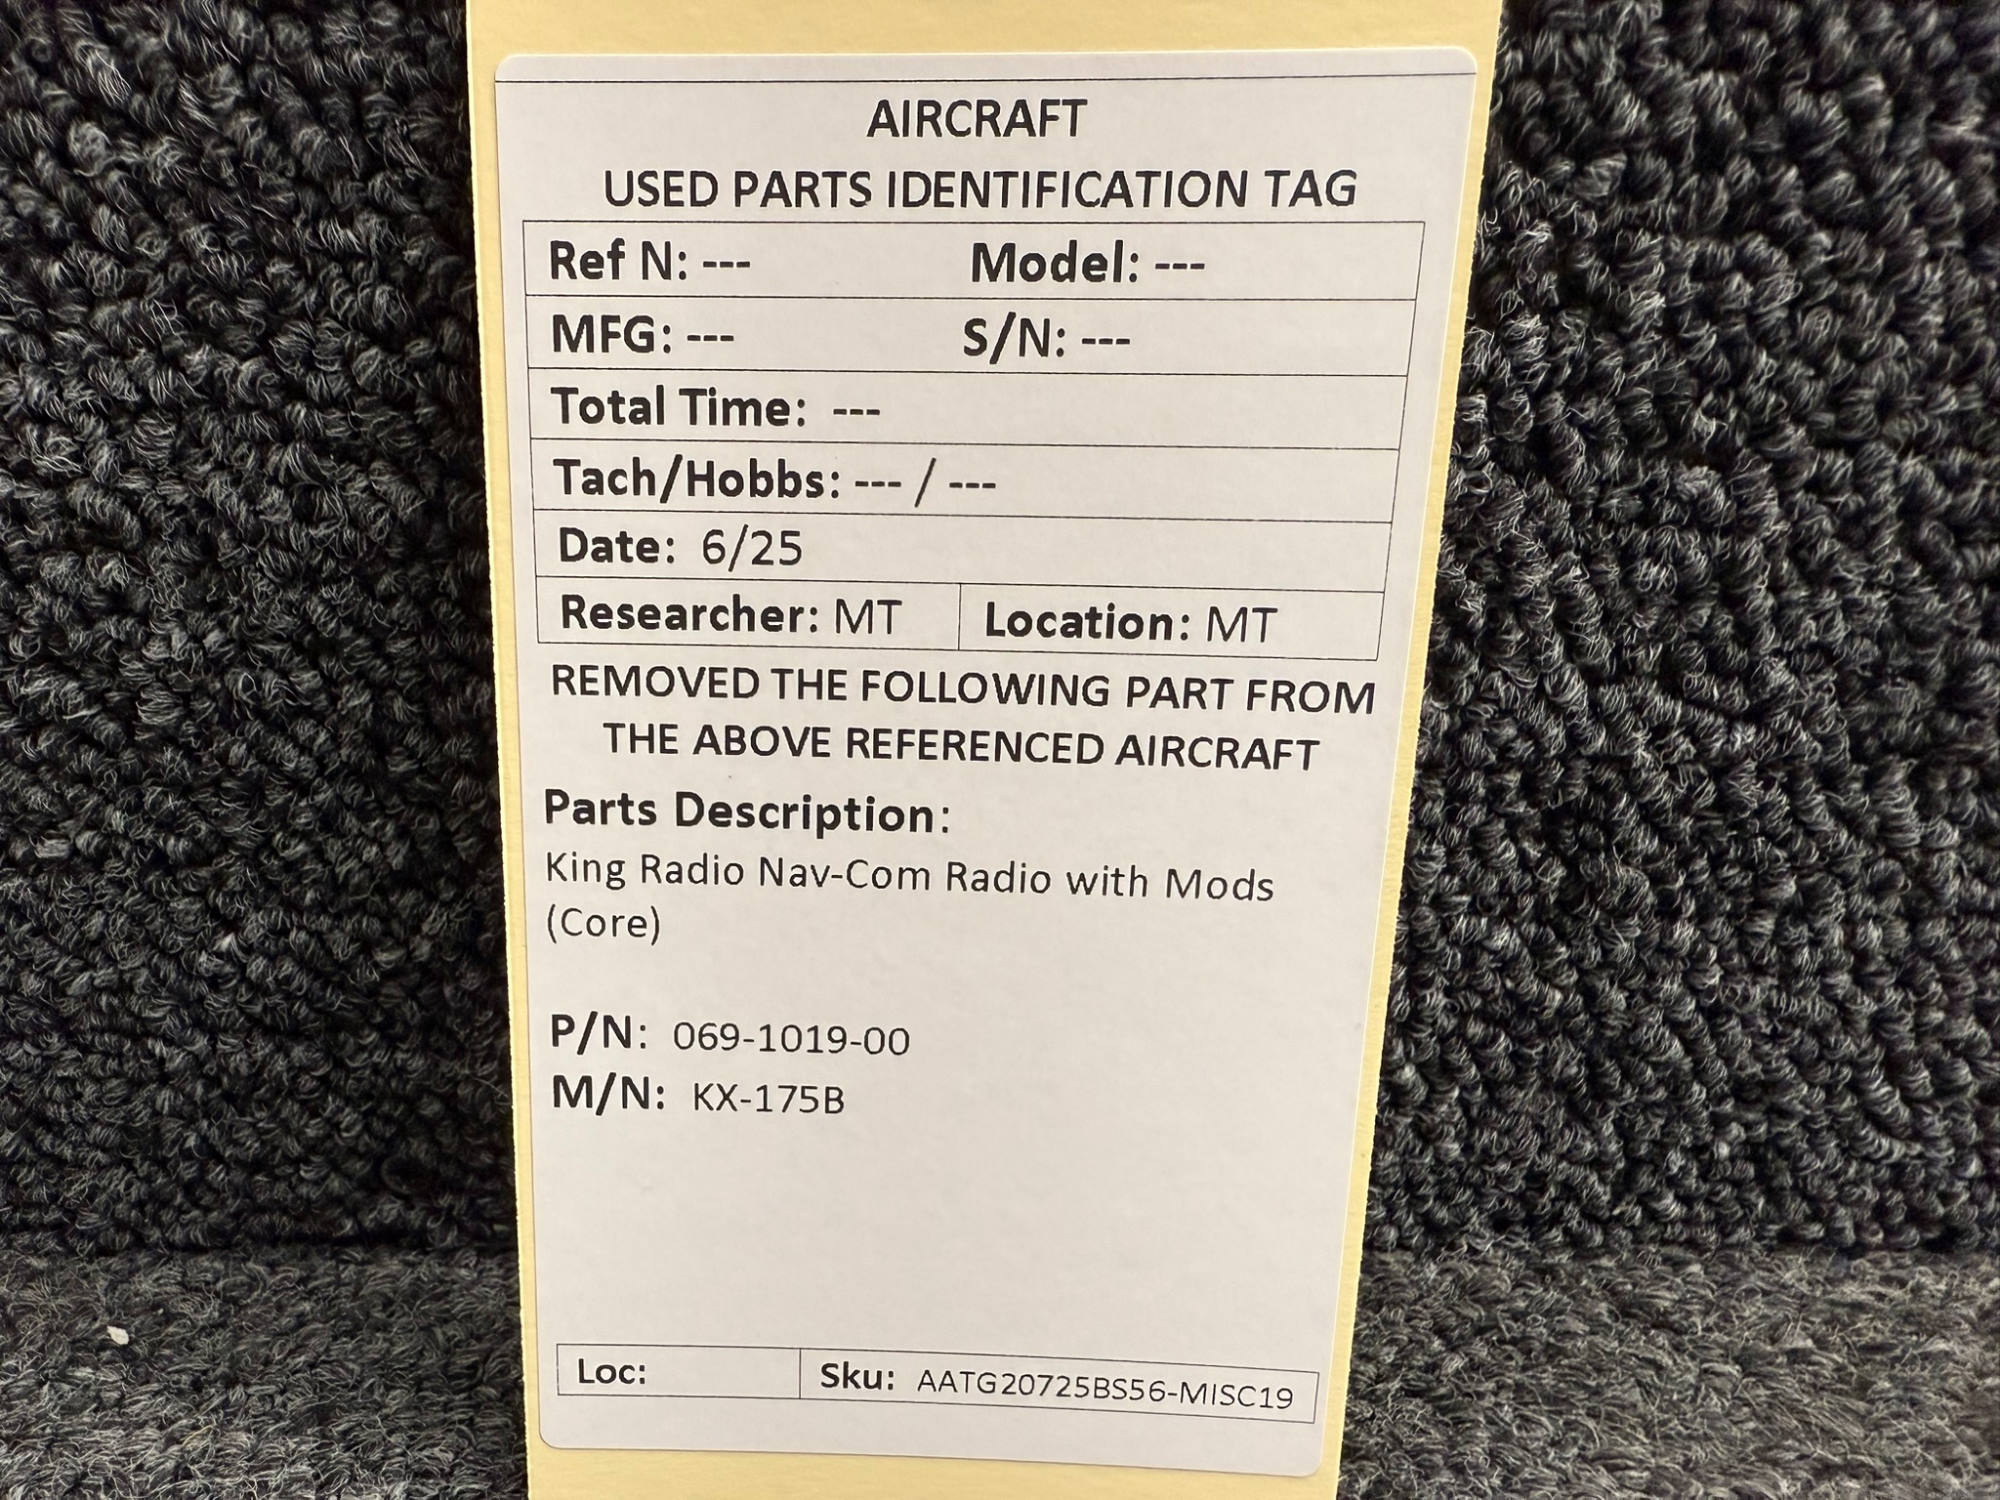 AIRCRAFT
USED PARTS IDENTIFICATION TAG
Ref N: --- Model: ---
MFG: --- S/N: ---
Total Time: ---
Tach/Hobbs: --- / ---
Date: 6/25
Researcher: MT Location: MT
REMOVED THE FOLLOWING PART FROM
THE ABOVE REFERENCED AIRCRAFT
Parts Description:
King Radio Nav-Com Radio with Mods
(Core)
P/N: 069-1019-00
M/N: KX-175B
Loc: Sku: AATG20725BS56-MISC19